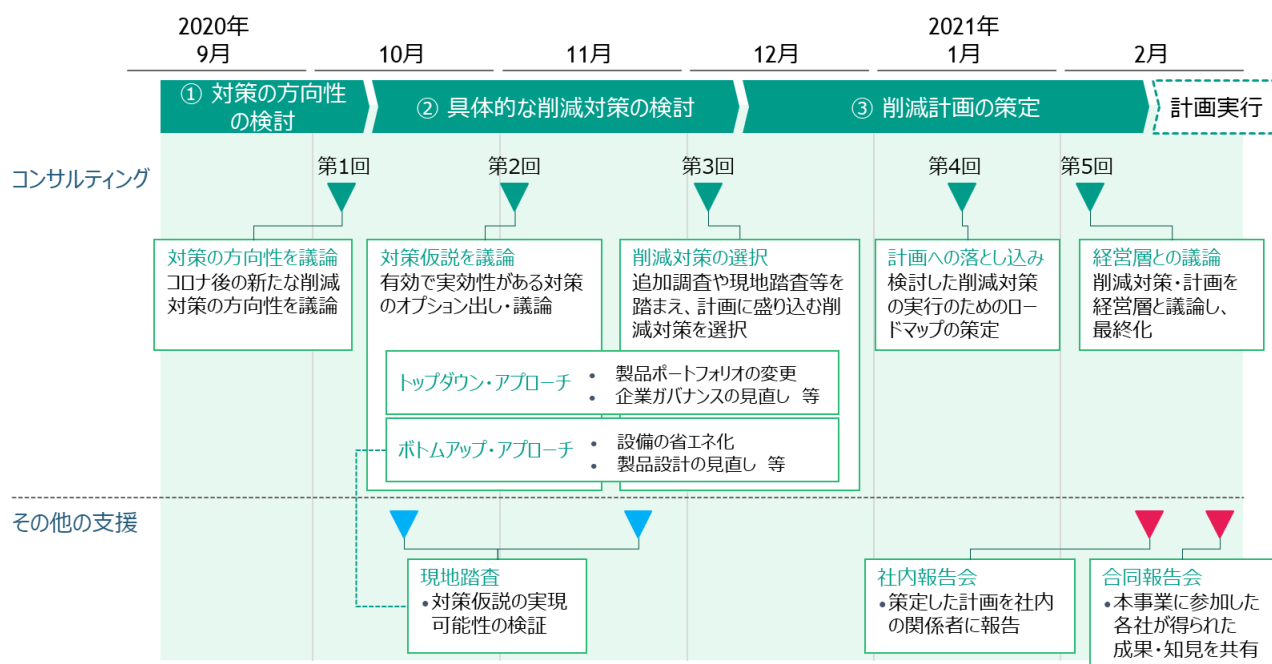 2020年
9月
10月
11月
12月
2021年
1月
2月
① 対策の方向性
の検討
② 具体的な削減対策の検討
③ 削減計画の策定
計画実行
コンサルティング
第1回
第2回
第3回
第4回
第5回
対策の方向性を議論
コロナ後の新たな削減
対策の方向性を議論
対策仮説を議論
有効で実効性がある対策
のオプション出し・議論
削減対策の選択
追加調査や現地踏査等を
踏まえ、計画に盛り込む削
減対策を選択
計画への落とし込み
検討した削減対策
の実行のためのロー
ドマップの策定
経営層との議論
削減対策・計画を
経営層と議論し、
最終化
トップダウン・アプローチ
• 製品ポートフォリオの変更
• 企業ガバナンスの見直し 等
ボトムアップ・アプローチ
• 設備の省エネ化
• 製品設計の見直し 等
その他の支援
現地踏査
•対策仮説の実現
可能性の検証
社内報告会
•策定した計画を社内
の関係者に報告
合同報告会
•本事業に参加した
各社が得られた
成果・知見を共有